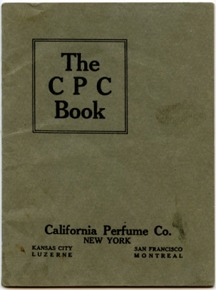 The
C P C
Book
California Perfume Co.
NEW YORK
KANSAS CITY SAN FRANCISCO
LUZERNE MONTREAL